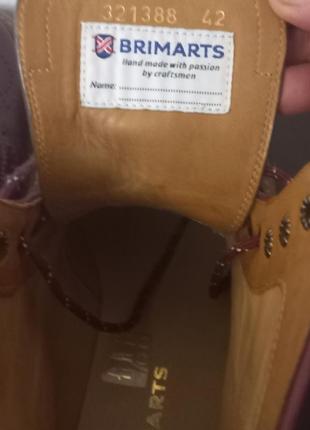 321388 42
BRIMARTS
Hand made with passion
by craftsmen
Name:
ARTS